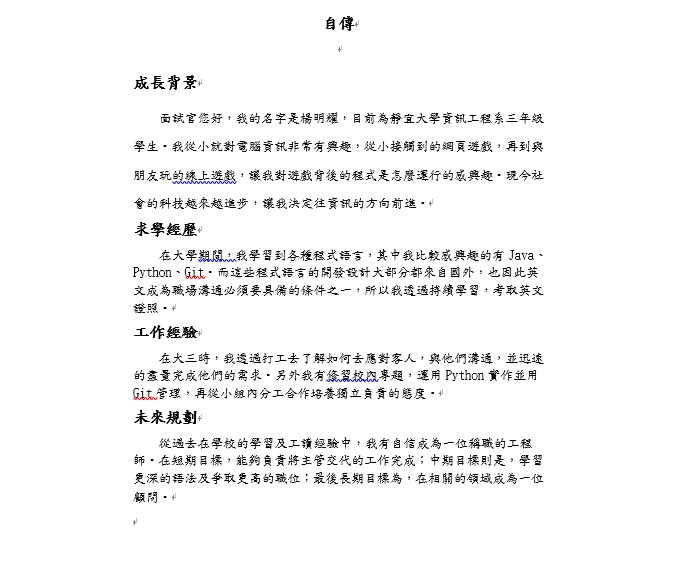 自傳
成長背景
面試官您好，我的名字是楊明耀，目前為靜宜大學資訊工程系三年級
學生。我從小就對電腦資訊非常有興趣，從小接觸到的網頁遊戲，再到與
朋友玩的線上遊戲，讓我對遊戲背後的程式是怎麼運行的感興趣。現今社
會的科技越來越進步，讓我決定往資訊的方向前進。
求學經歷
在大學期間，我學習到各種程式語言，其中我比較感興趣的有 Java、
Python、Git。而這些程式語言的開發設計大部分都來自國外，也因此英
文成為職場溝通必須要具備的條件之一，所以我透過持續學習，考取英文
證照。
工作經驗
在大三時，我透過打工去了解如何去應對客人，與他們溝通，並迅速
的盡量完成他們的需求。另外我有修習校內專題，運用 Python 實作並用
Git 管理，再從小組內分工合作培養獨立負責的態度。
未來規劃
從過去在學校的學習及工讀經驗中，我有自信成為一位稱職的工程
師。在短期目標，能夠負責將主管交代的工作完成；中期目標則是，學習
更深的語法及爭取更高的職位；最後長期目標為，在相關的領域成為一位
顧問。